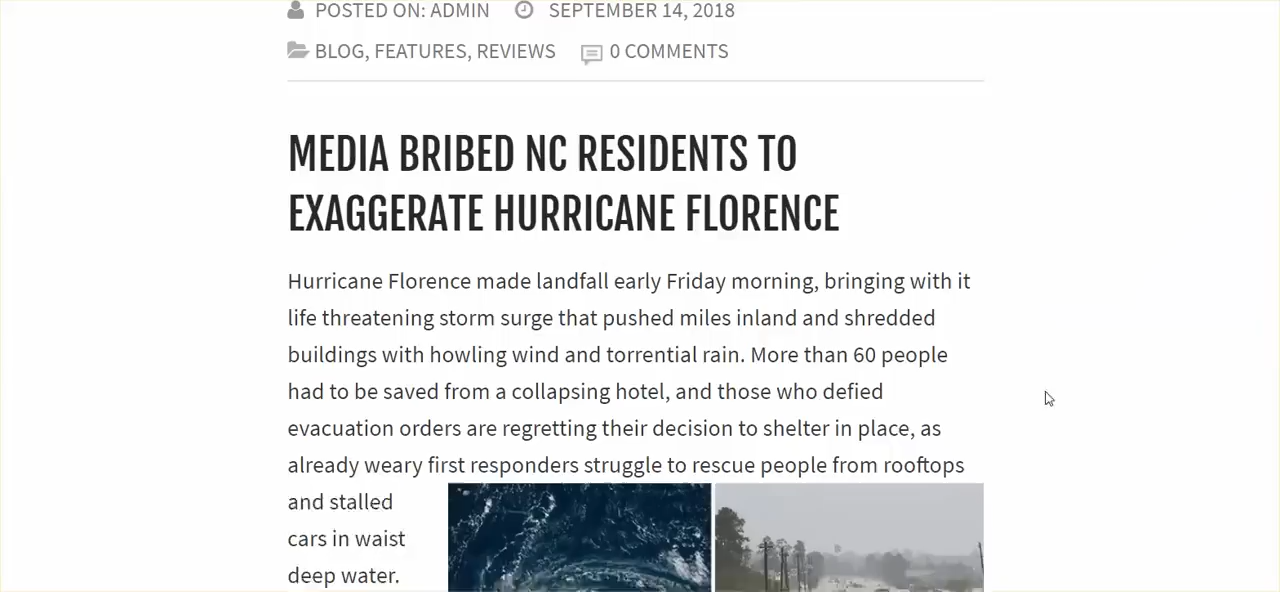 POSTED ON: ADMIN SEPTEMBER 14, 2018
BLOG, FEATURES, REVIEWS 0 COMMENTS
MEDIA BRIBED NC RESIDENTS TO
EXAGGERATE HURRICANE FLORENCE
Hurricane Florence made landfall early Friday morning, bringing with it
life threatening storm surge that pushed miles inland and shredded
buildings with howling wind and torrential rain. More than 60 people
had to be saved from a collapsing hotel, and those who defied
evacuation orders are regretting their decision to shelter in place, as
already weary first responders struggle to rescue people from rooftops
and stalled
cars in waist
deep water.